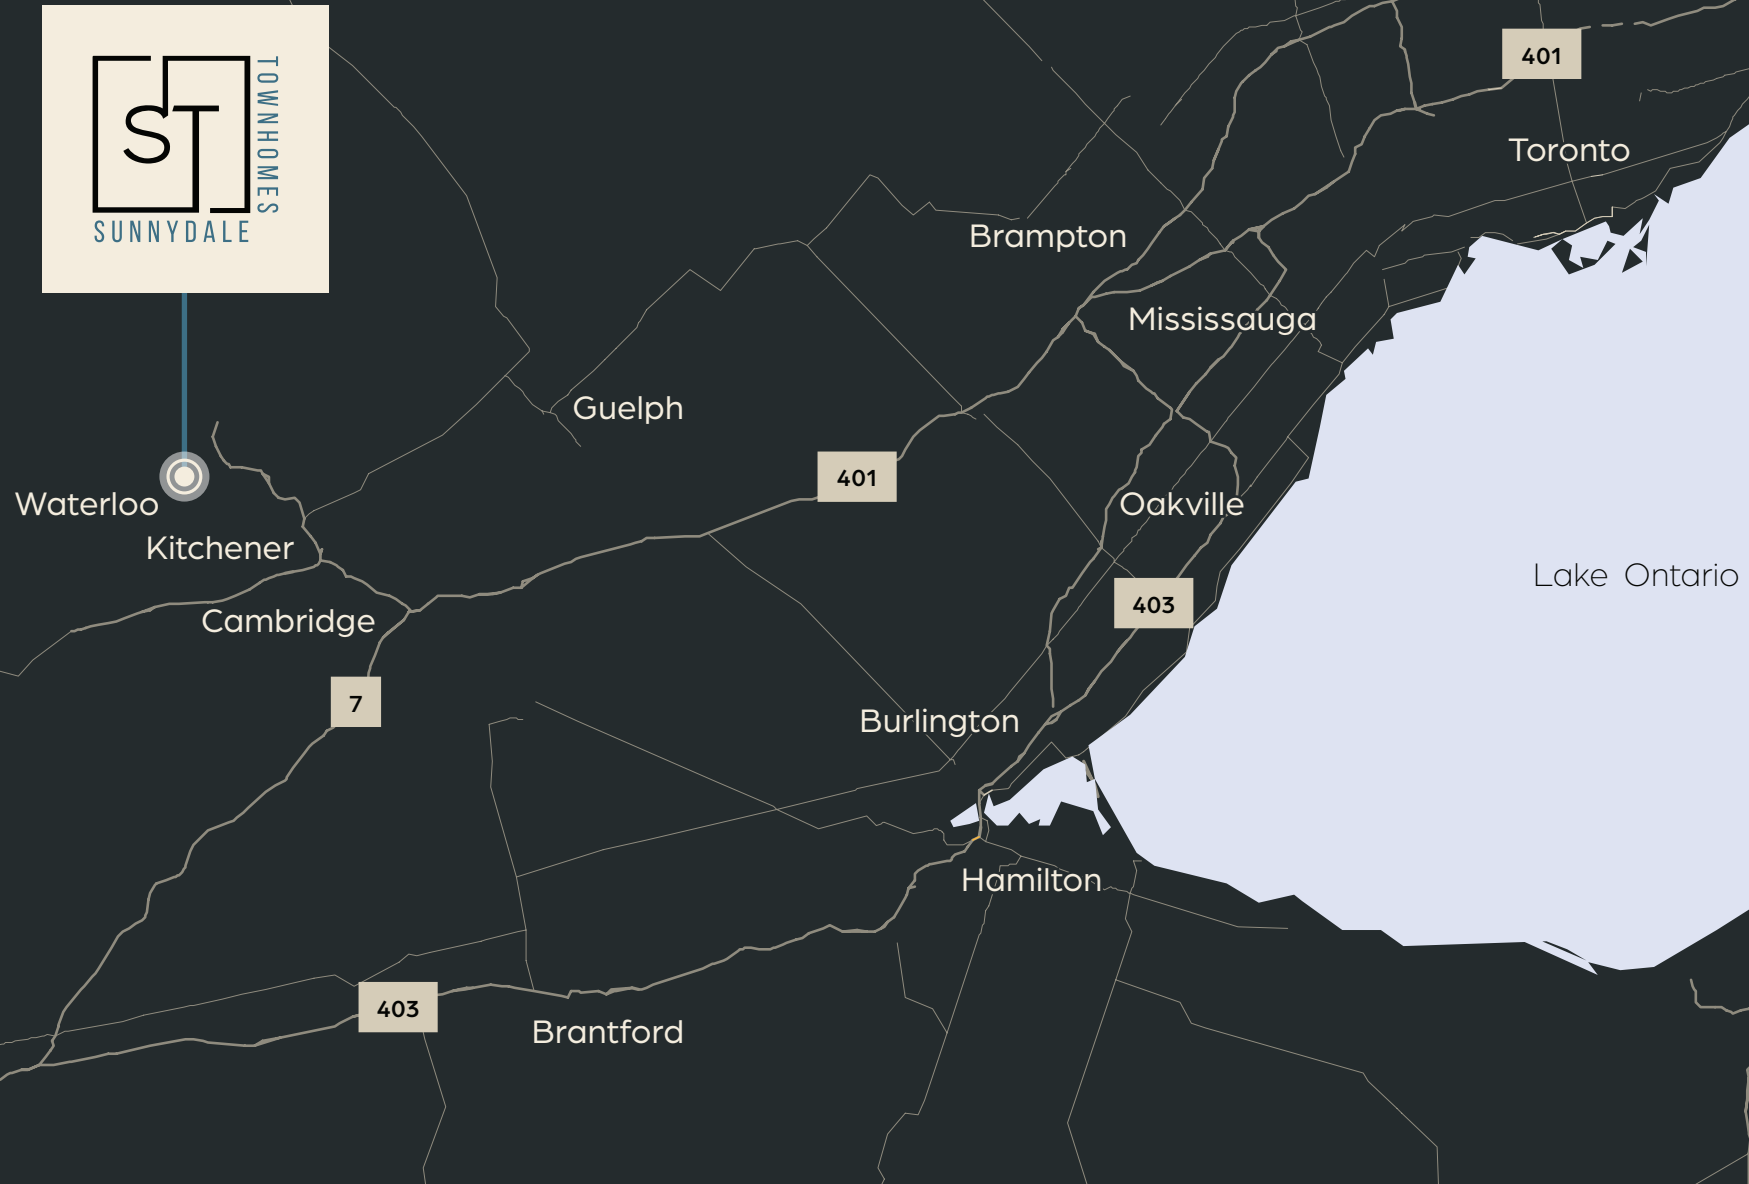 ST
TOWNHOMES
SUNNYDALE
401
Toronto
Brampton
Mississauga
Guelph
401
Waterloo
Oakville
Kitchener
Lake Ontario
403
Cambridge
7
Burlington
Hamilton
403
Brantford